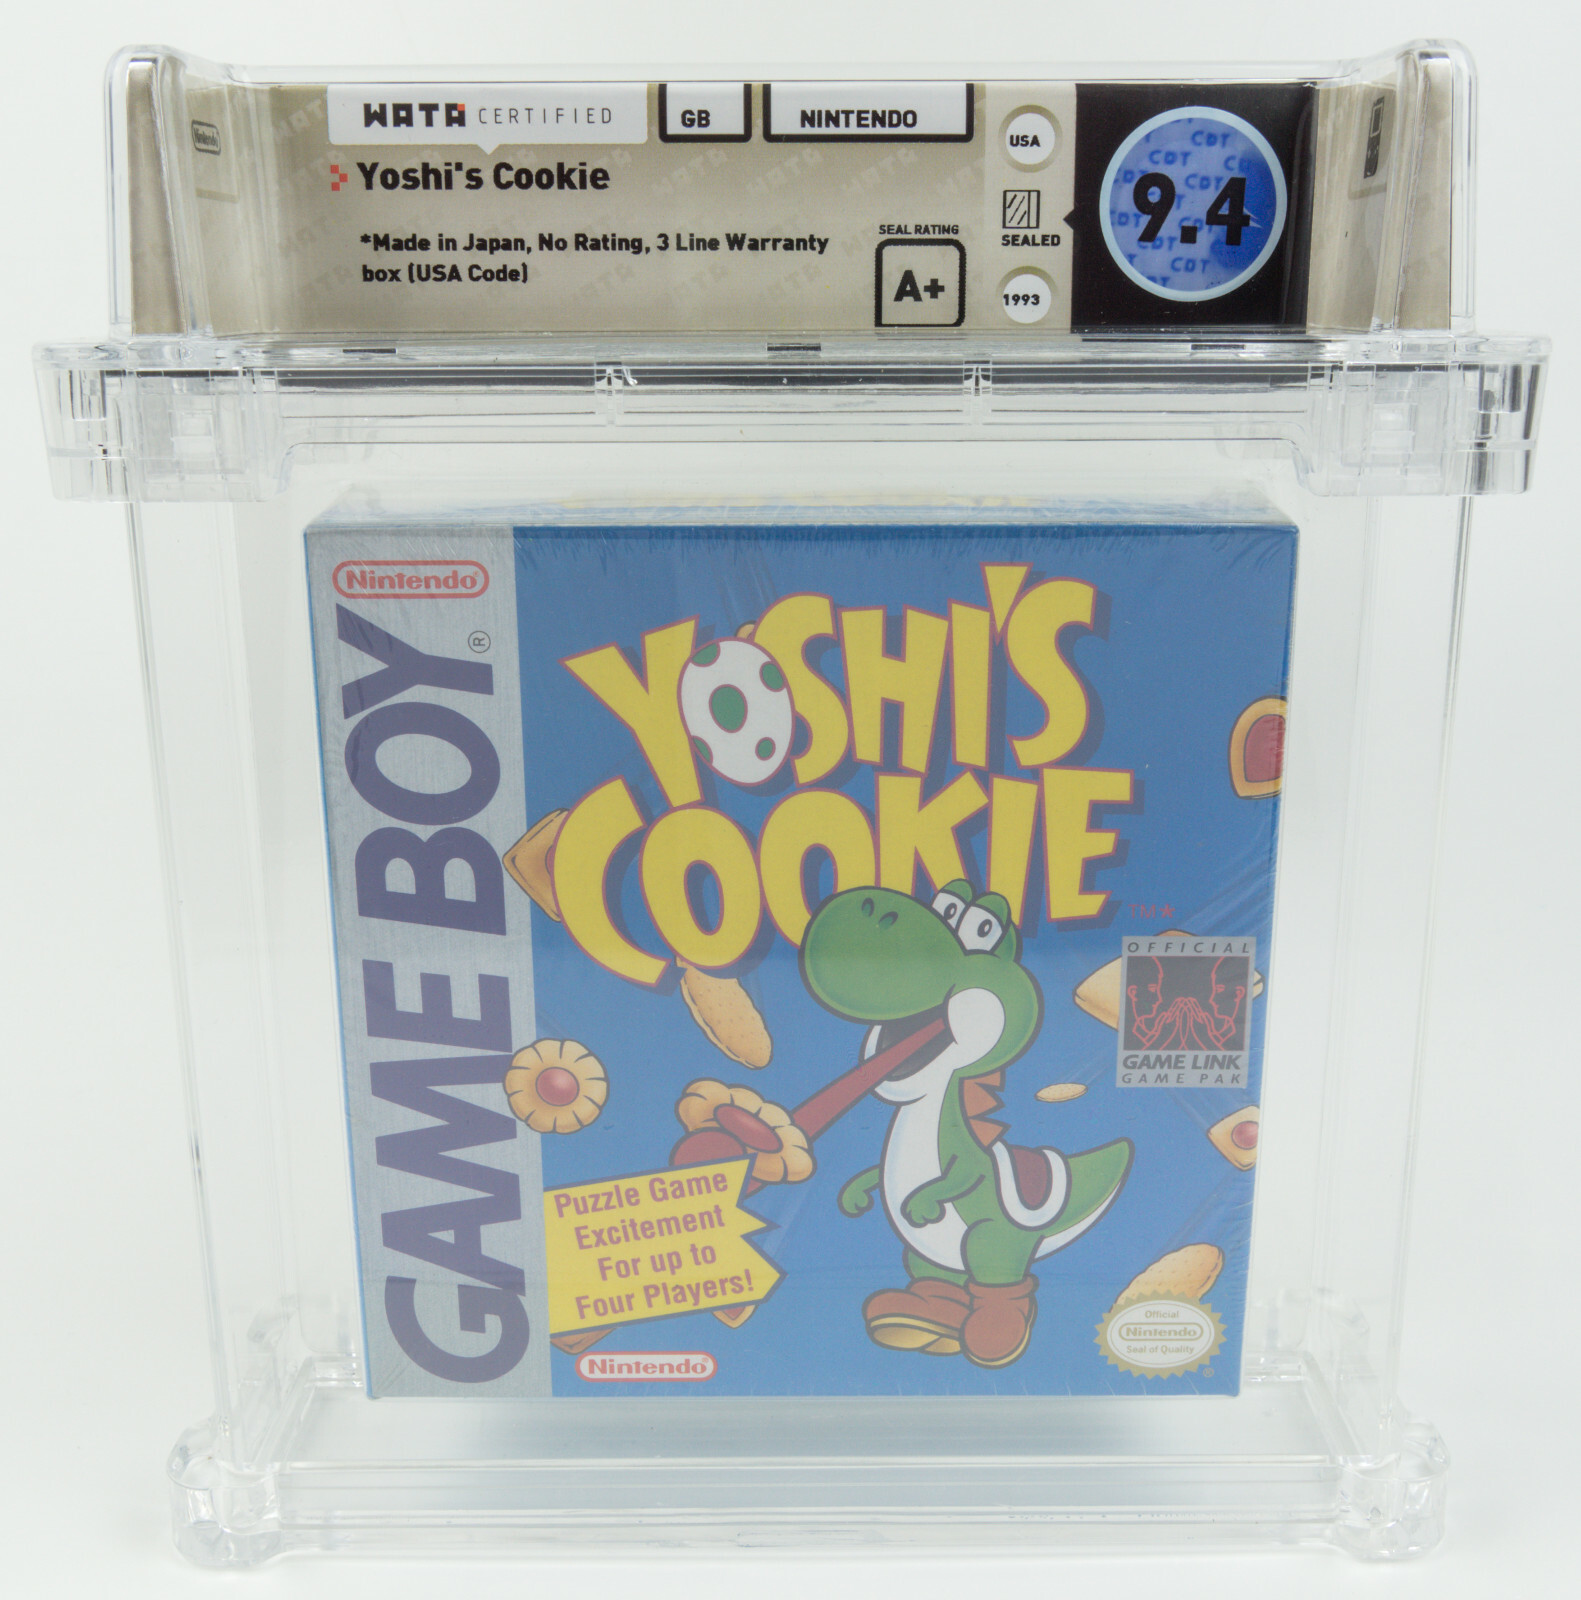 WATA CERTIFIED
GB
NINTENDO
USA
Yoshi's Cookie
*Made in Japan, No Rating, 3 Line Warranty
box (USA Code)
SEAL RATING
A+
SEALED
1993
9.4
Nintendo
Nintendo®
GAME BOY®
YOSHI'S
COOKIE
TM*
OFFICIAL
GAME LINK
GAME PAK
Puzzle Game
Excitement
For up to
Four Players!
Nintendo®
Official
Nintendo
Seal of Quality
®